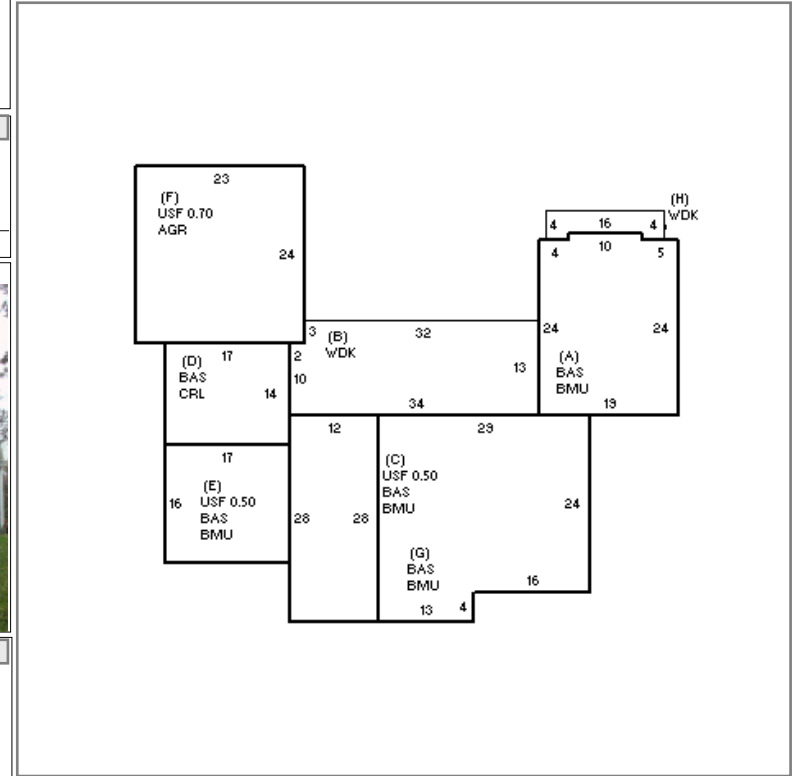 23
(F)
USF 0.70
AGR
24
(H)
WDK
4
16
4
4
10
5
3
(B)
WDK
32
24
24
13
(A)
BAS
BMU
2
10
17
(D)
BAS
CRL
14
34
19
12
29
17
(C)
USF 0.50
BAS
BMU
(E)
USF 0.50
BAS
BMU
16
28
28
24
(G)
BAS
BMU
13
4
16